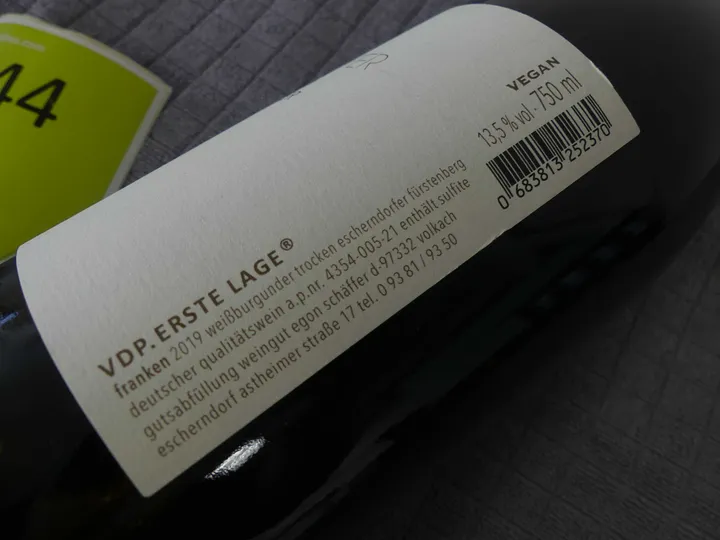 44
VEGAN
13,5 % vol · 750 ml
0 683813 252370
VDP.ERSTE LAGE®
franken 2019 weißburgunder trocken escherndorfer fürstenberg
deutscher qualitätswein a.p.nr. 4354-005-21 enthält sulfite
gutsabfüllung weingut egon schäffer d-97332 volkach
escherndorf astheimer straße 17 tel. 0 93 81 / 93 50